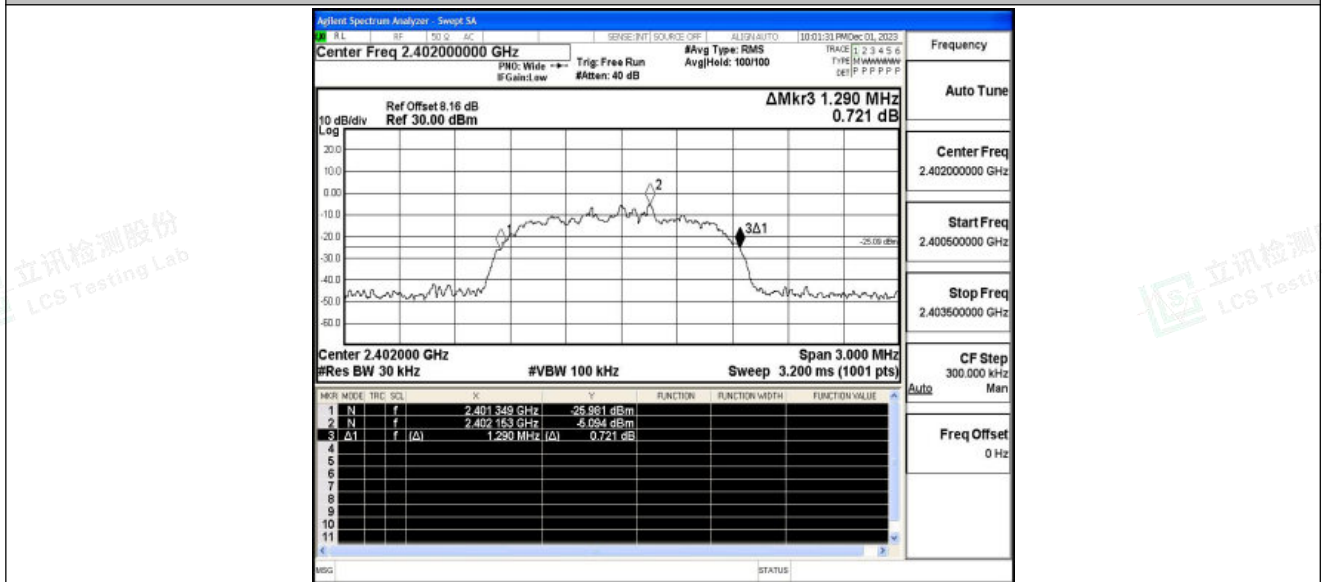 Agilent Spectrum Analyzer - Swept SA
RL RF 50 Ω AC SENSE:INT SOURCE OFF ALIGNAUTO 10:01:31 PM Dec 01, 2023
Center Freq 2.402000000 GHz
#Avg Type: RMS
TRACE 1 2 3 4 5 6
PNO: Wide
Trig: Free Run
Avg|Hold: 100/100
TYPE M WWWWW
IFGain:Low
#Atten: 40 dB
DET P P P P P P
Frequency
Auto Tune
Ref Offset 8.16 dB
ΔMkr3 1.290 MHz
10 dB/div
Ref 30.00 dBm
0.721 dB
Log
20.0
10.0
0.00
-10.0
-20.0
-30.0
-40.0
-50.0
-60.0
1
2
3Δ1
-25.09 dBm
Center 2.402000 GHz
Span 3.000 MHz
#Res BW 30 kHz
#VBW 100 kHz
Sweep 3.200 ms (1001 pts)
MKR MODE TRC SCL X Y FUNCTION FUNCTION WIDTH FUNCTION VALUE
1 N f 2.401 349 GHz -25.981 dBm
2 N f 2.402 153 GHz -5.094 dBm
3 Δ1 f (Δ) 1.290 MHz (Δ) 0.721 dB
4
5
6
7
8
9
10
11
MSG
STATUS
Center Freq
2.402000000 GHz
Start Freq
2.400500000 GHz
Stop Freq
2.403500000 GHz
CF Step
300.000 kHz
Auto Man
Freq Offset
0 Hz
立讯检测股份
LCS Testing Lab
立讯检测
LCS Testi